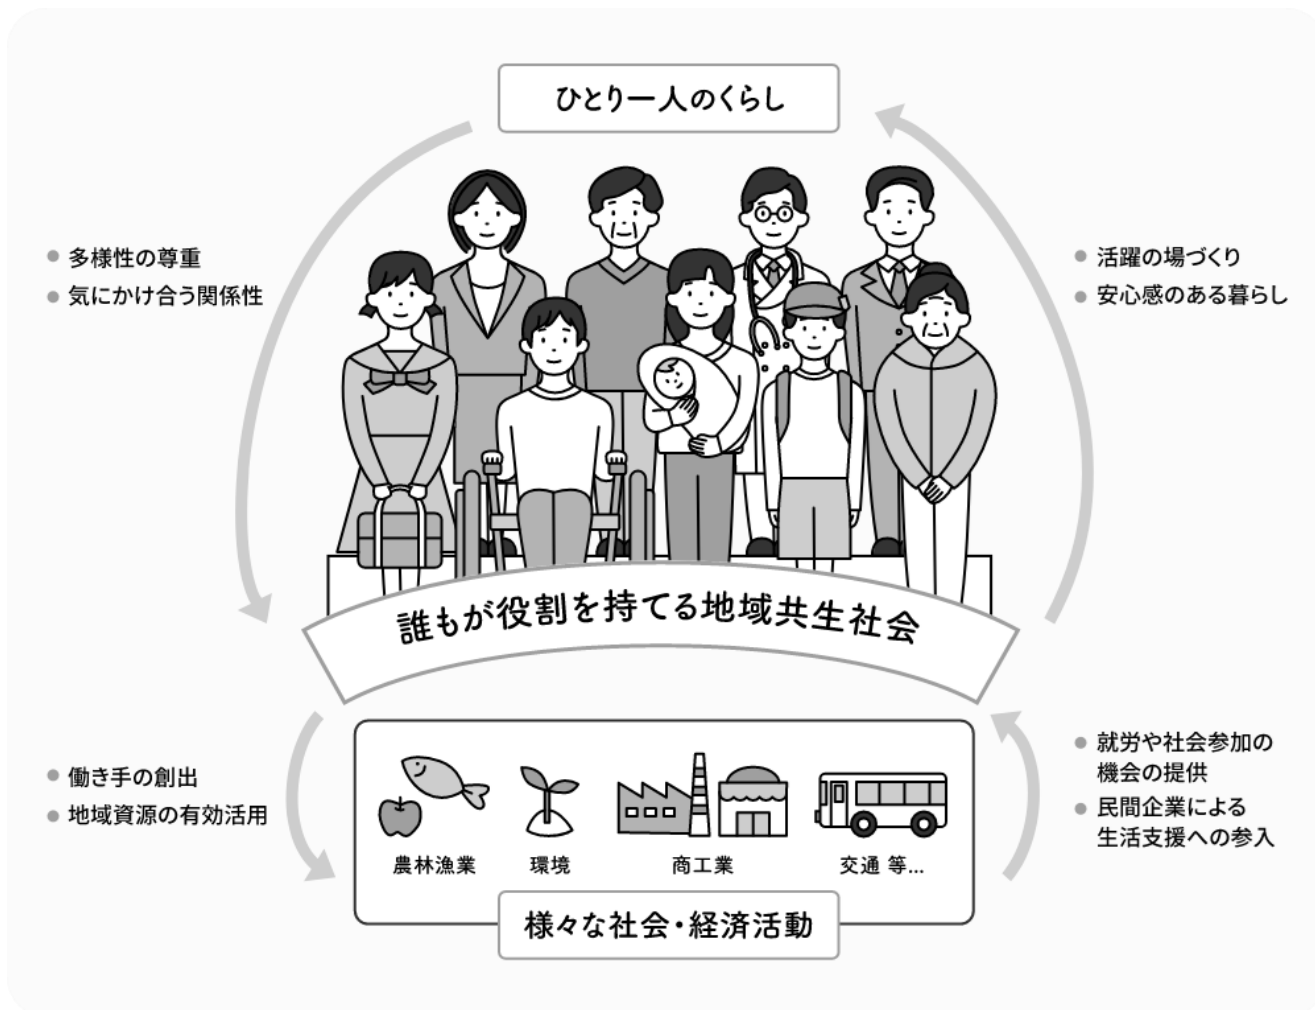 ひとり一人のくらし
多様性の尊重
気にかけ合う関係性
活躍の場づくり
安心感のある暮らし
誰もが役割を持てる地域共生社会
働き手の創出
地域資源の有効活用
就労や社会参加の
機会の提供
民間企業による
生活支援への参入
農林漁業
環境
商工業
交通 等...
様々な社会・経済活動